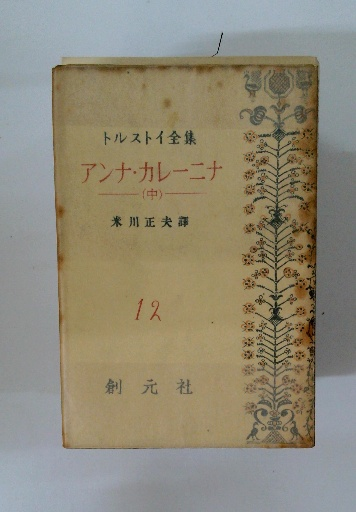 トルストイ全集
アンナ・カレーニナ
(中)
米川正夫譯
12
創元社